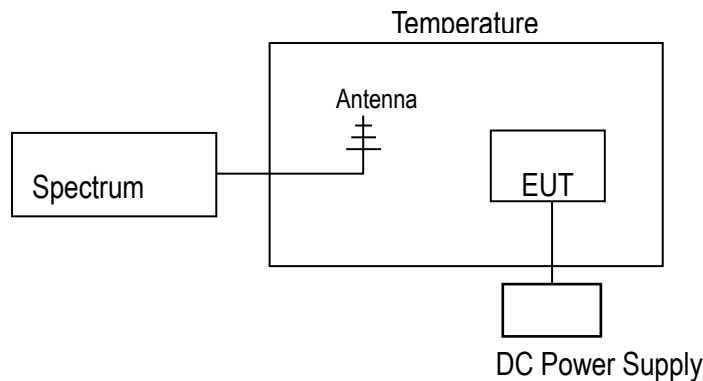 Temperature
Antenna
Spectrum
EUT
DC Power Supply